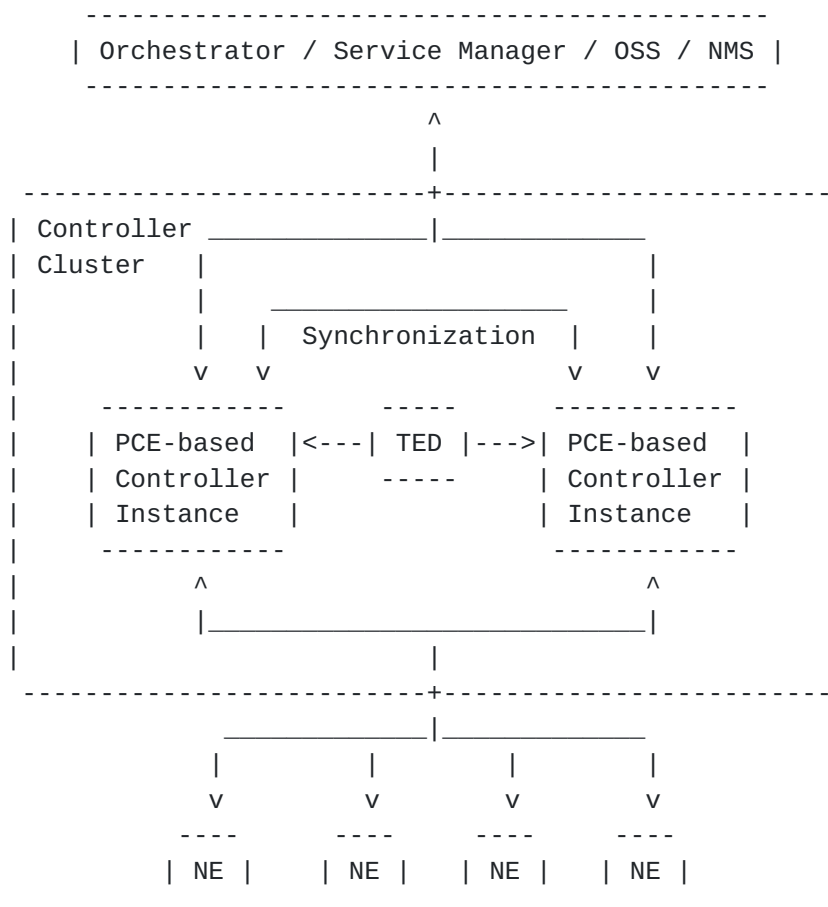 Orchestrator / Service Manager / OSS / NMS
Controller
Cluster
Synchronization
PCE-based TED PCE-based
Controller Controller
Instance Instance
NE NE NE NE